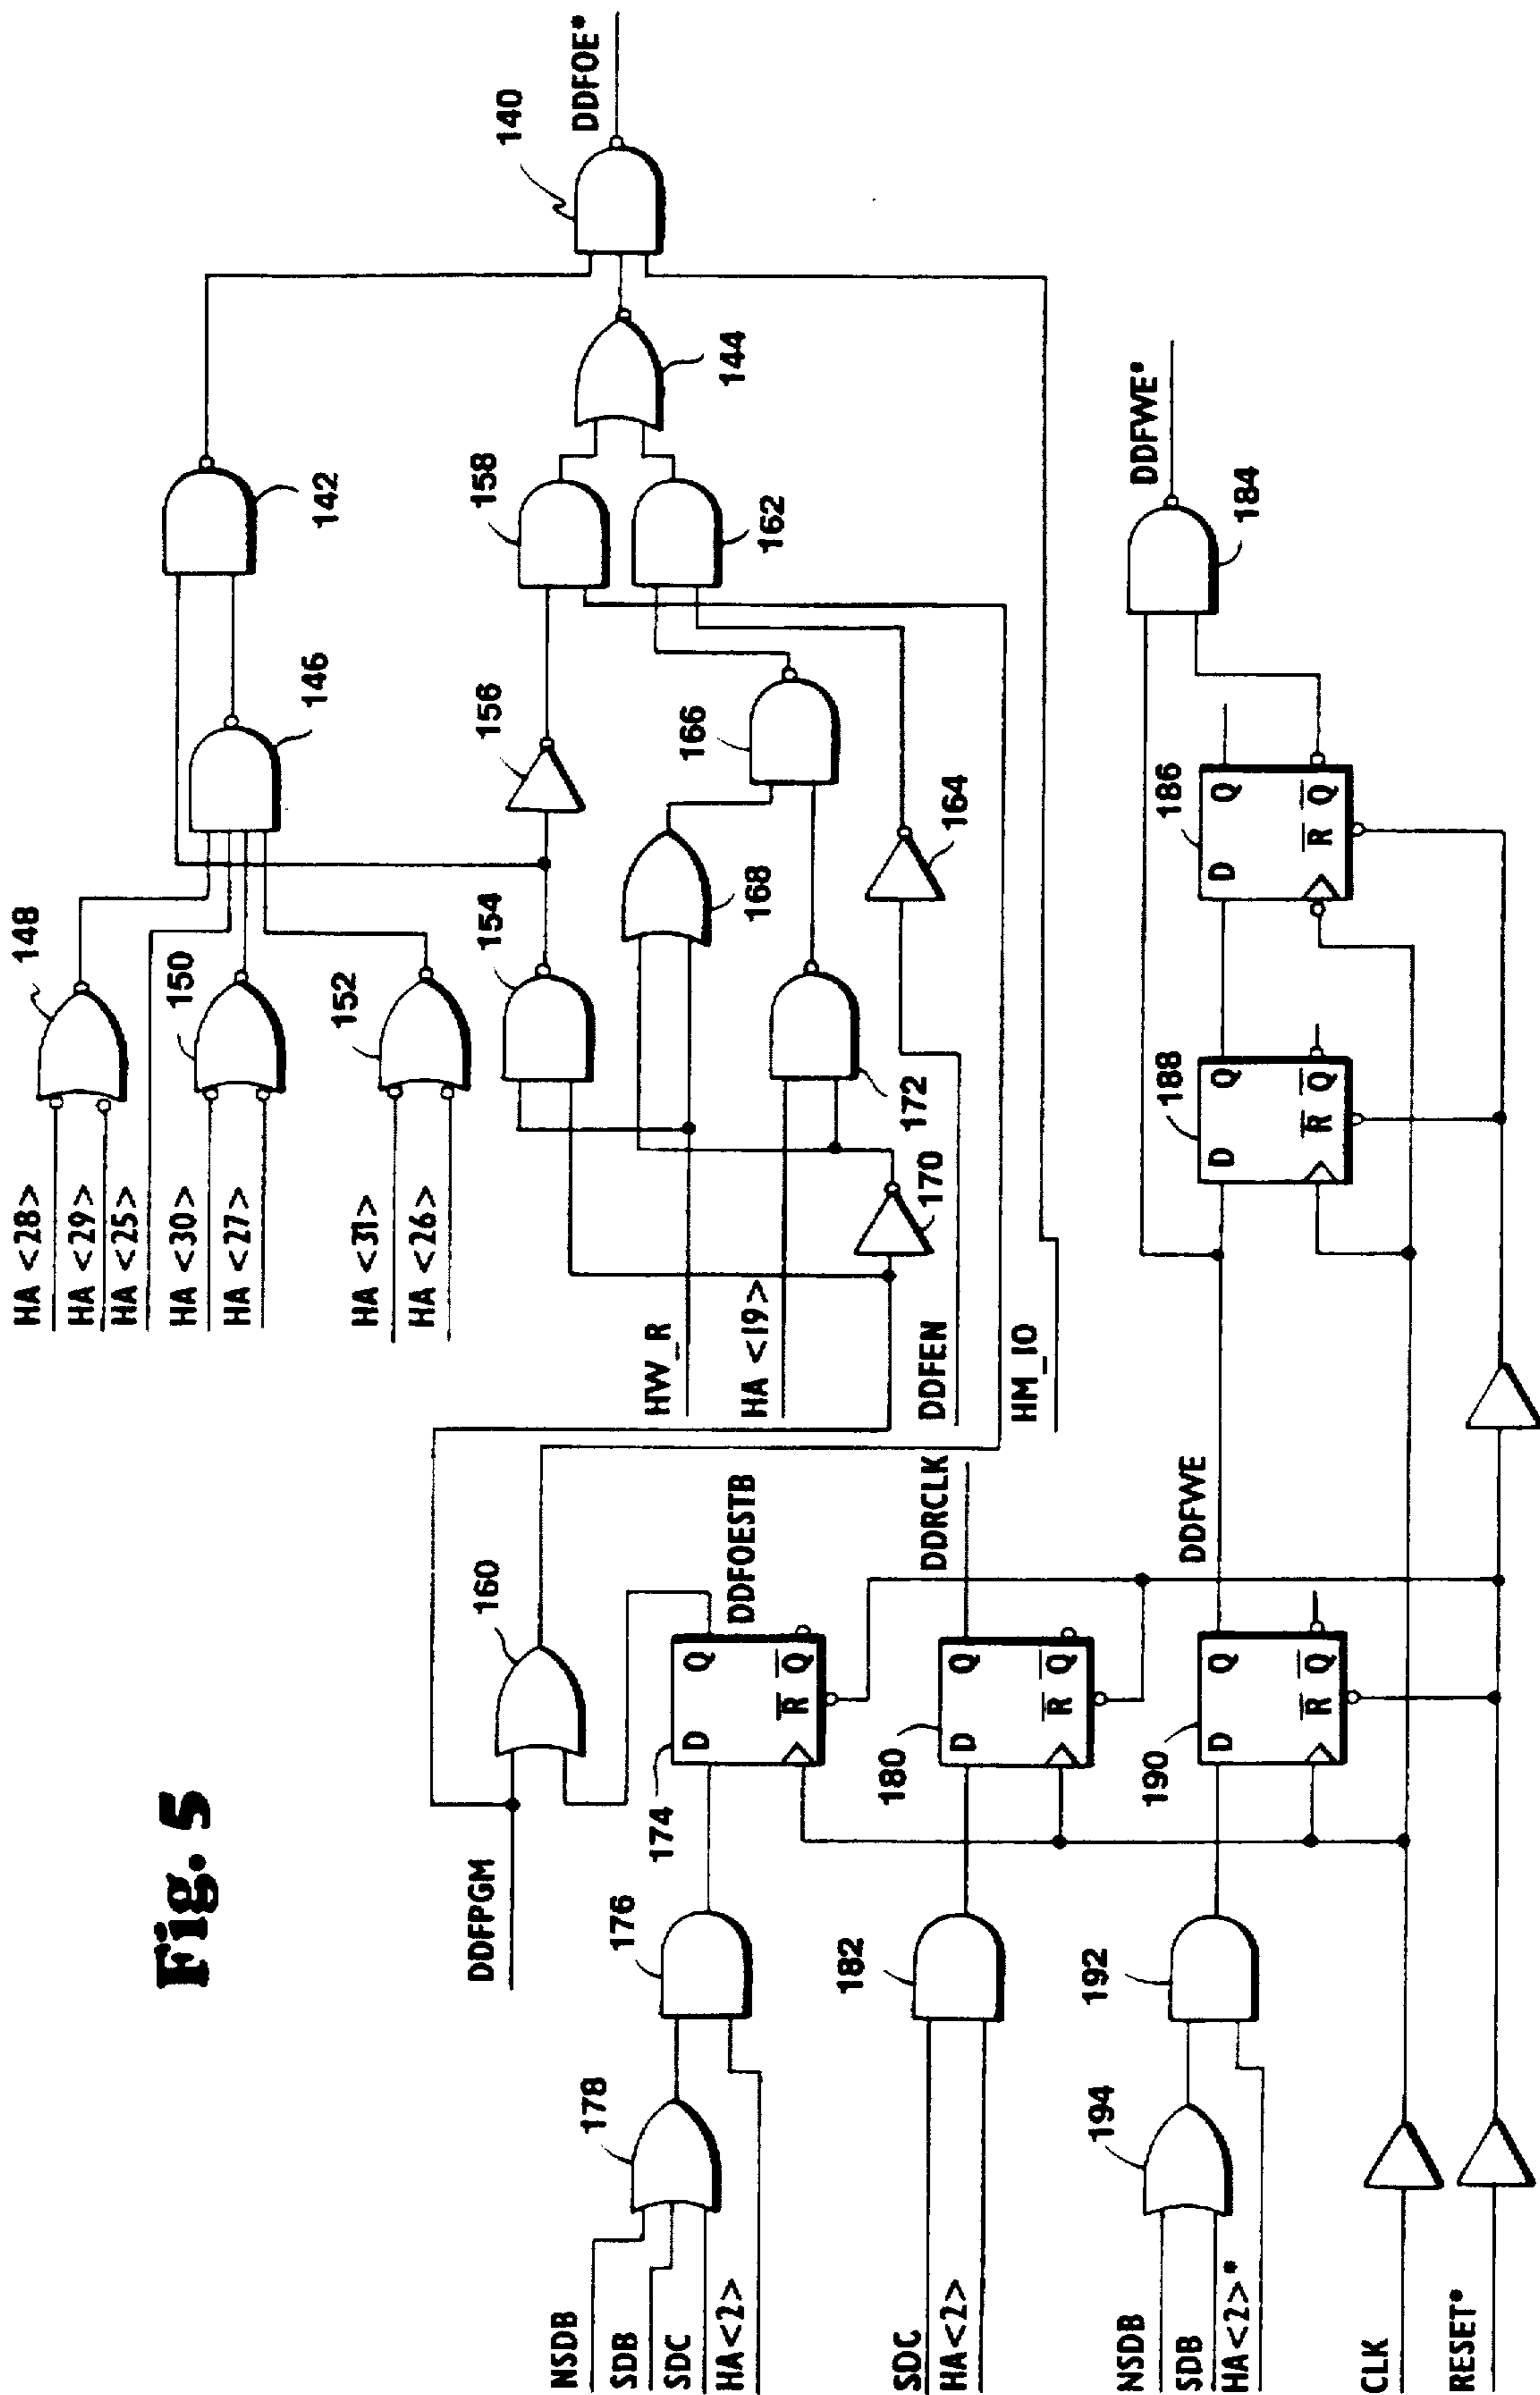 Fig. 5
HA <28>
HA <29>
HA <25>
HA <30>
HA <27>
HA <31>
HA <26>
148
150
152
146
142
140
DDFOE*
154
156
158
144
162
168
166
172
170
164
HW_R
HA <19>
DDFEN
HM_IO
DDFPGM
160
NSDB
SDB
SDC
HA<2>
178
176
174
D
Q
R
Q
DDFOESTB
SDC
HA<2>
182
180
D
Q
R
Q
DDRCLK
NSDB
SDB
HA<2>*
194
192
190
D
Q
R
Q
DDFWE
188
D
Q
R
Q
186
D
Q
R
Q
184
DDFWE*
CLK
RESET*